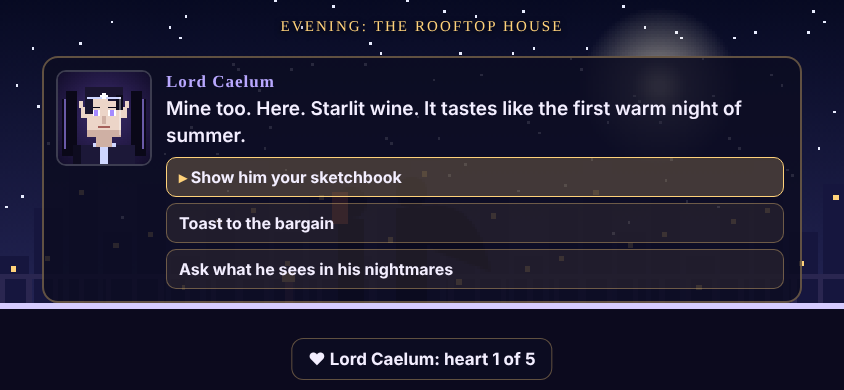 EVENING: THE ROOFTOP HOUSE
Lord Caelum
Mine too. Here. Starlit wine. It tastes like the first warm night of
summer.
▸ Show him your sketchbook
Toast to the bargain
Ask what he sees in his nightmares
♥ Lord Caelum: heart 1 of 5